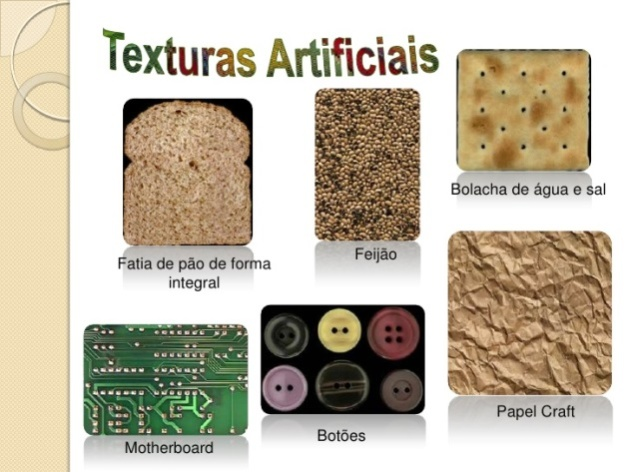 Texturas Artificiais
Bolacha de água e sal
Fatia de pão de forma
integral
Feijão
Papel Craft
Motherboard
Botões